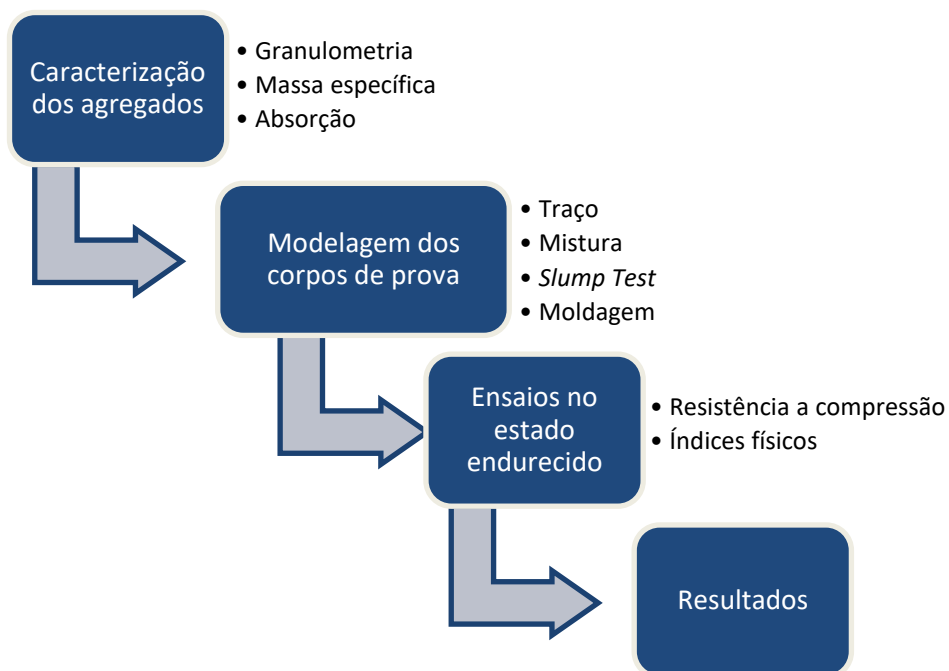 Caracterização
dos agregados
• Granulometria
• Massa específica
• Absorção
Modelagem dos
corpos de prova
• Traço
• Mistura
• Slump Test
• Moldagem
Ensaios no
estado
endurecido
• Resistência a compressão
• Índices físicos
Resultados